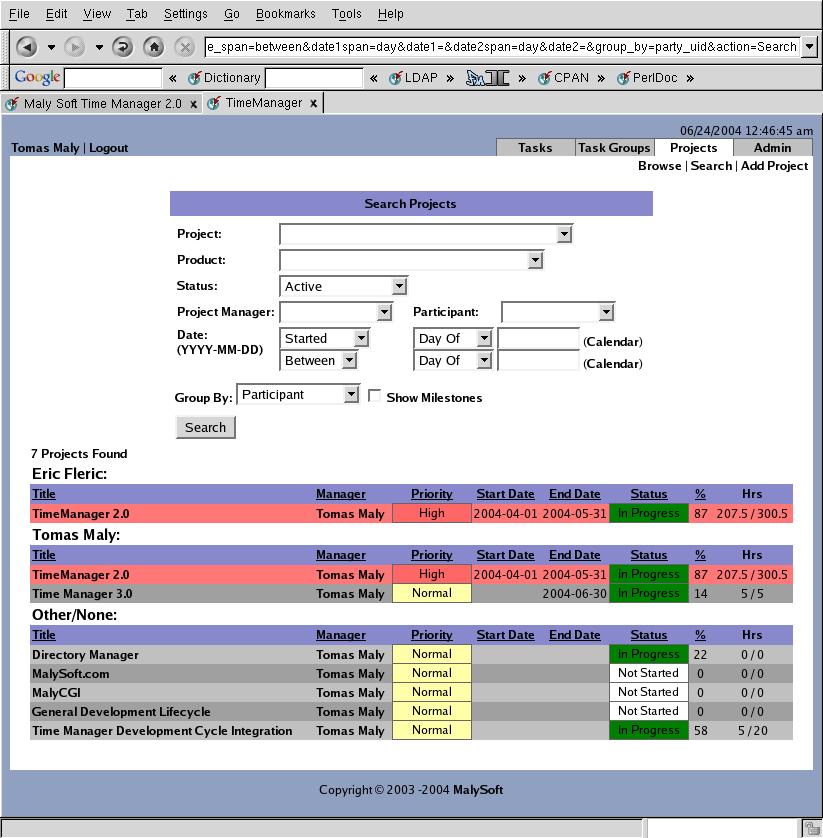 File Edit View Tab Settings Go Bookmarks Tools Help
e_span=between&date1span=day&date1=&date2span=day&date2=&group_by=party_uid&action=Search
Google « Dictionary « LDAP » » CPAN » PerlDoc »
Maly Soft Time Manager 2.0 x TimeManager x
06/24/2004 12:46:45 am
Tomas Maly | Logout Tasks Task Groups Projects Admin
Browse | Search | Add Project
Search Projects
Project:
Product:
Status: Active
Project Manager: Participant:
Date: Started Day Of (Calendar)
(YYYY-MM-DD) Between Day Of (Calendar)
Group By: Participant Show Milestones
Search
7 Projects Found
Eric Fleric:
Title Manager Priority Start Date End Date Status % Hrs
TimeManager 2.0 Tomas Maly High 2004-04-01 2004-05-31 In Progress 87 207.5 / 300.5
Tomas Maly:
Title Manager Priority Start Date End Date Status % Hrs
TimeManager 2.0 Tomas Maly High 2004-04-01 2004-05-31 In Progress 87 207.5 / 300.5
Time Manager 3.0 Tomas Maly Normal 2004-06-30 In Progress 14 5 / 5
Other/None:
Title Manager Priority Start Date End Date Status % Hrs
Directory Manager Tomas Maly Normal In Progress 22 0 / 0
MalySoft.com Tomas Maly Normal Not Started 0 0 / 0
MalyCGI Tomas Maly Normal Not Started 0 0 / 0
General Development Lifecycle Tomas Maly Normal Not Started 0 0 / 0
Time Manager Development Cycle Integration Tomas Maly Normal In Progress 58 5 / 20
Copyright © 2003 -2004 MalySoft